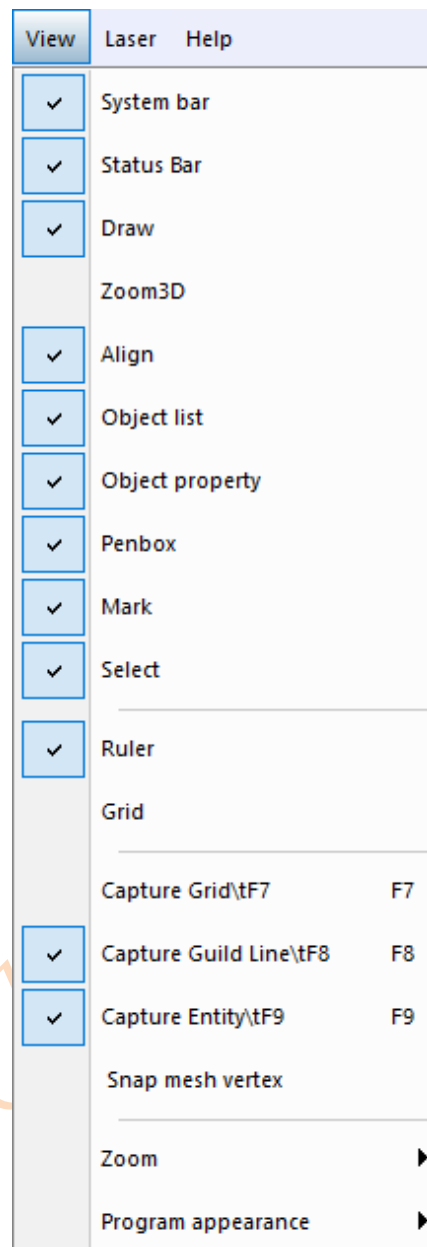 View Laser Help
System bar
Status Bar
Draw
Zoom3D
Align
Object list
Object property
Penbox
Mark
Select
Ruler
Grid
Capture Grid\tF7 F7
Capture Guild Line\tF8 F8
Capture Entity\tF9 F9
Snap mesh vertex
Zoom
Program appearance